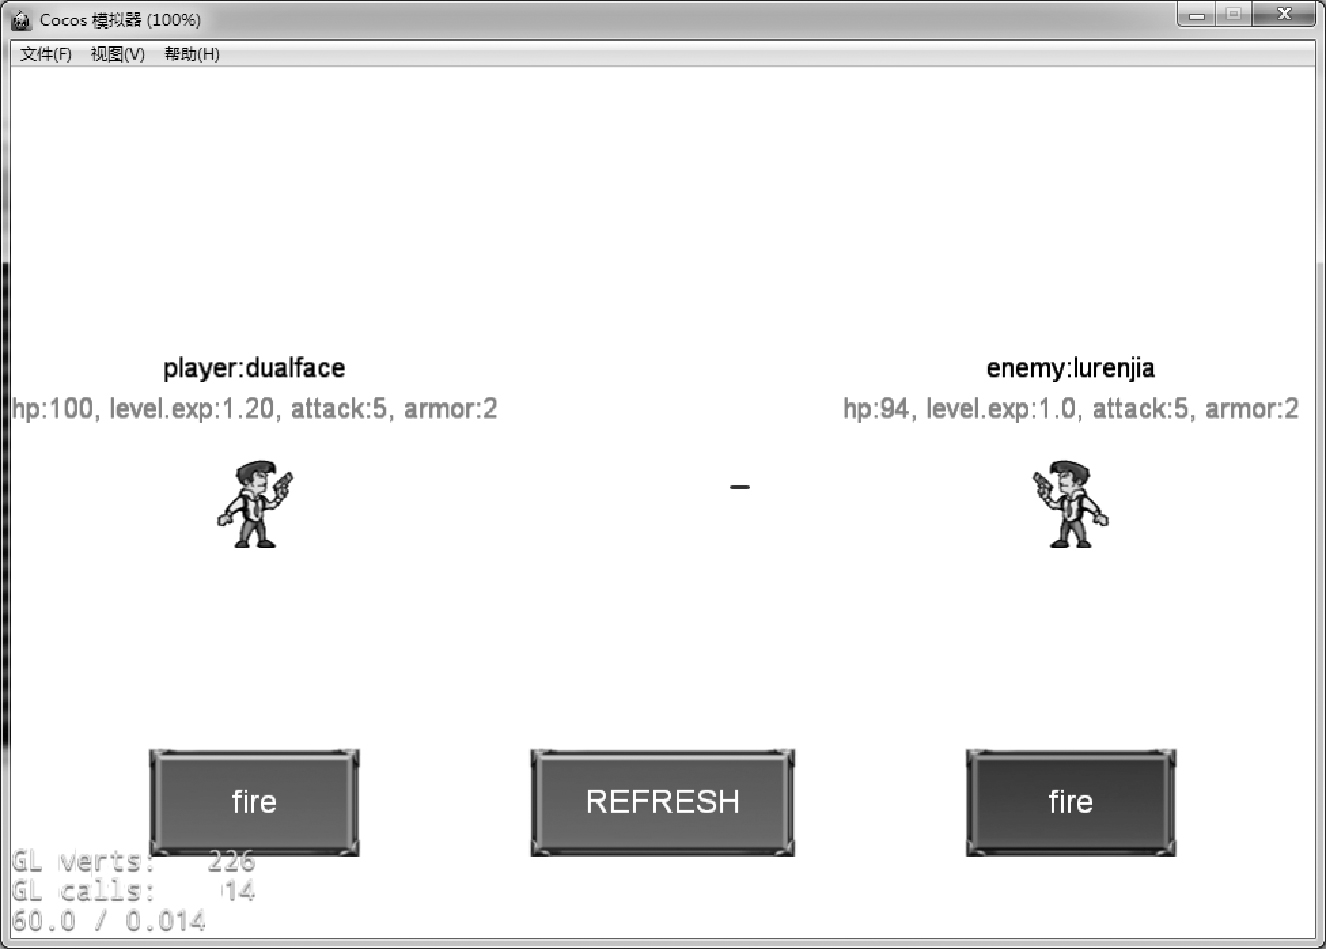 Cocos 模拟器 (100%)
文件(F) 视图(V) 帮助(H)
player:dualface
enemy:lurenjia
hp:100, level.exp:1.20, attack:5, armor:2
hp:94, level.exp:1.0, attack:5, armor:2
fire
REFRESH
fire
GL verts: 226
GL calls: 14
60.0 / 0.014